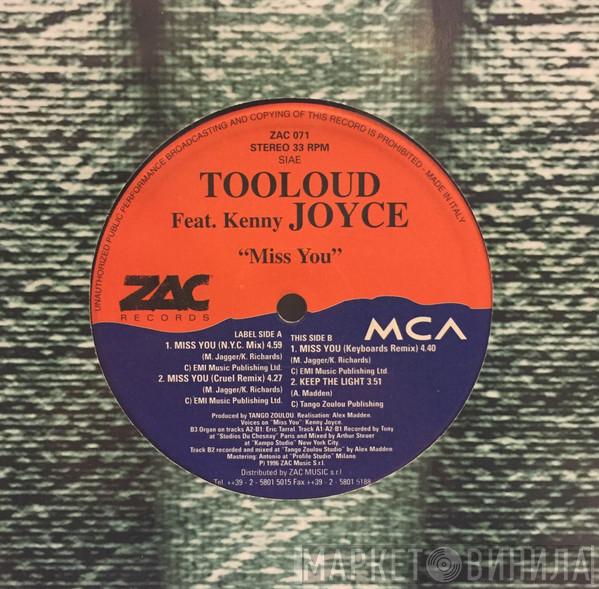 UNAUTHORIZED PUBLIC PERFORMANCE BROADCASTING AND COPYING OF THIS RECORD IS PROHIBITED - MADE IN ITALY
ZAC 071
STEREO 33 RPM
SIAE
TOOLOUD
Feat. Kenny JOYCE
“Miss You”
ZAC
RECORDS
MCA
LABEL SIDE A
1. MISS YOU (N.Y.C. Mix) 4.59
(M. Jagger/K. Richards)
C) EMI Music Publishing Ltd.
2. MISS YOU (Cruel Remix) 4.27
(M. Jagger/K. Richards)
C) EMI Music Publishing Ltd.
THIS SIDE B
1. MISS YOU (Keyboards Remix) 4.40
(M. Jagger/K. Richards)
C) EMI Music Publishing Ltd.
2. KEEP THE LIGHT 3.51
(A. Madden)
C) Tango Zoulou Publishing
Produced by TANGO ZOULOU. Realisation: Alex Madden.
Voices on "Miss You": Kenny Joyce.
B3 Organ on tracks A2-B1: Eric Tarral. Track A1-A2-B1 Recorded by Tony
at "Studios Du Chesnay" Paris and Mixed by Arthur Steuer
at "Kampo Studio" New York City.
Track B2 recorded and mixed at "Tango Zoulou Studio" by Alex Madden
Mastering: Antonio at "Profile Studio" Milano
P) 1996 ZAC Music S.r.l.
Distributed by ZAC MUSIC s.r.l
Tel. ++39 - 2 - 5801 5015 Fax ++39 - 2 - 5801 5188
МАРКЕТ ВИНИЛА